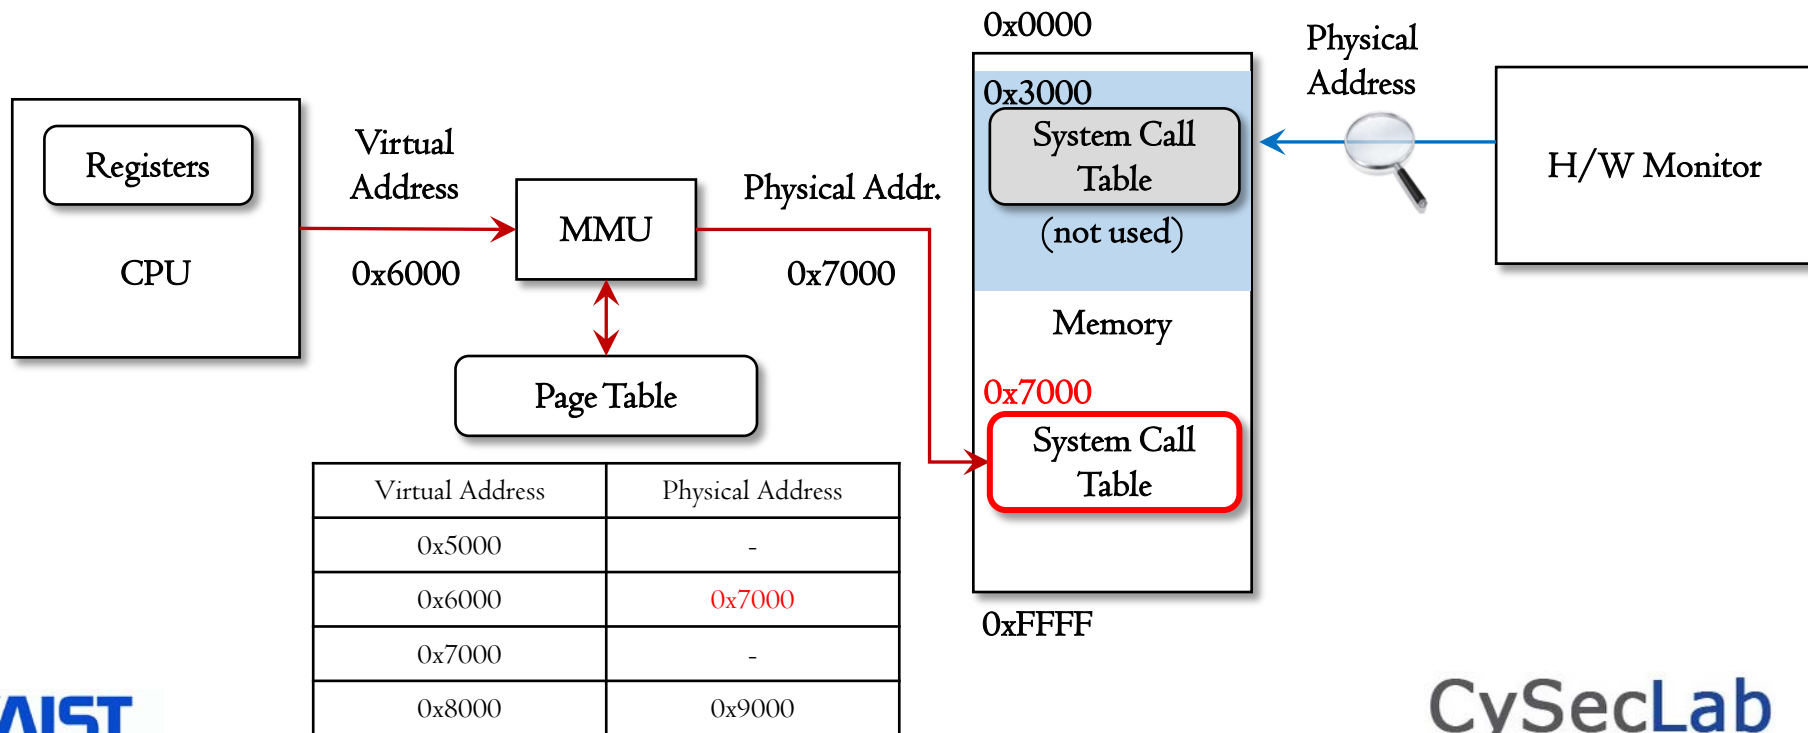 0x0000
Physical
Address
0x3000
System Call
Table
(not used)
H/W Monitor
Registers
CPU
Virtual
Address
0x6000
MMU
Physical Addr.
0x7000
Page Table
Memory
0x7000
System Call
Table
0xFFFF
Virtual Address Physical Address
0x5000 -
0x6000 0x7000
0x7000 -
0x8000 0x9000
CySecLab